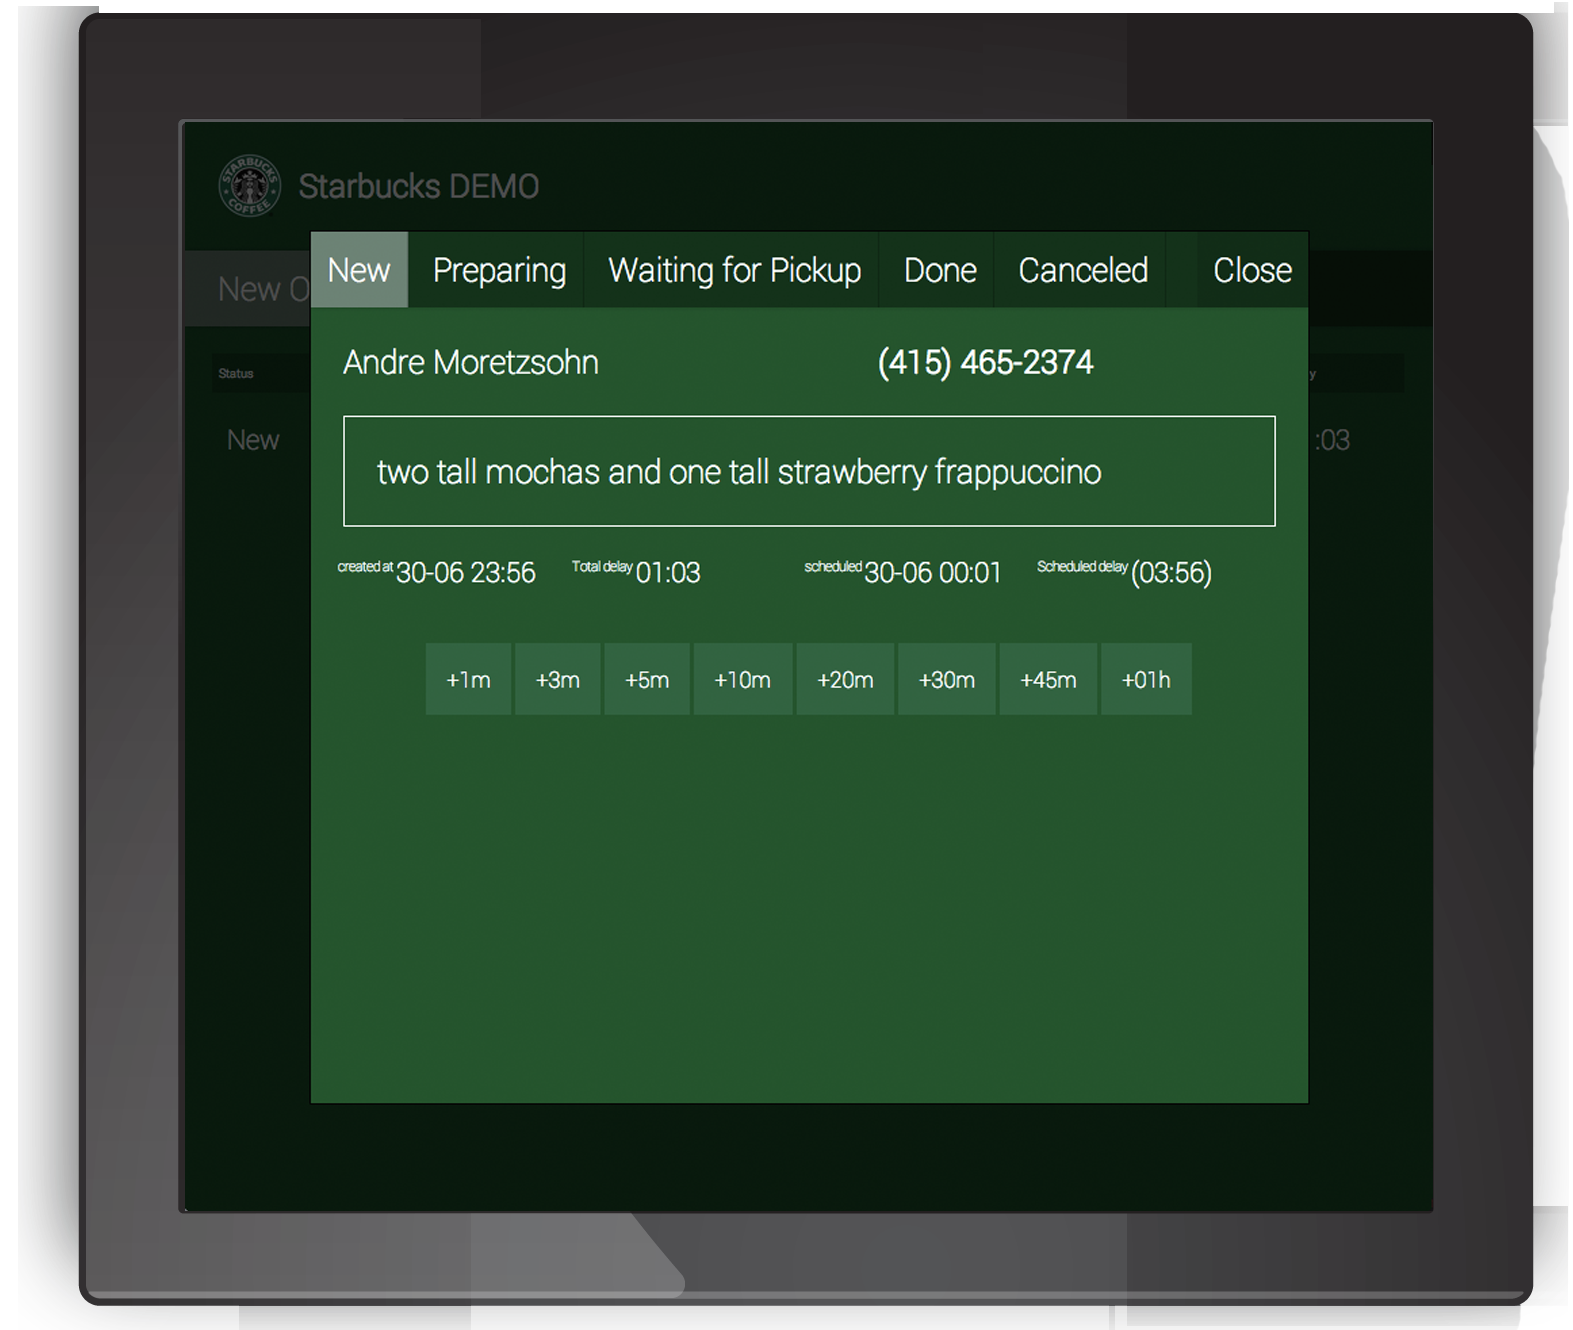 STARBUCKS COFFEE
Starbucks DEMO
New O
New Preparing Waiting for Pickup Done Canceled Close
Andre Moretzsohn (415) 465-2374
Status
y
New
:03
two tall mochas and one tall strawberry frappuccino
created at 30-06 23:56 Total delay 01:03 scheduled 30-06 00:01 Scheduled delay (03:56)
+1m +3m +5m +10m +20m +30m +45m +01h